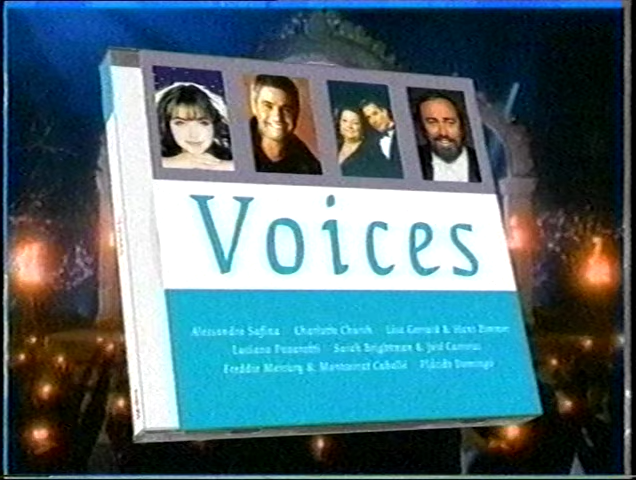 Voices
Alessandro Safina Charlotte Church Lisa Gerrard & Hans Zimmer
Luciano Pavarotti Sarah Brightman & José Carreras
Freddie Mercury & Montserrat Caballé Plácido Domingo